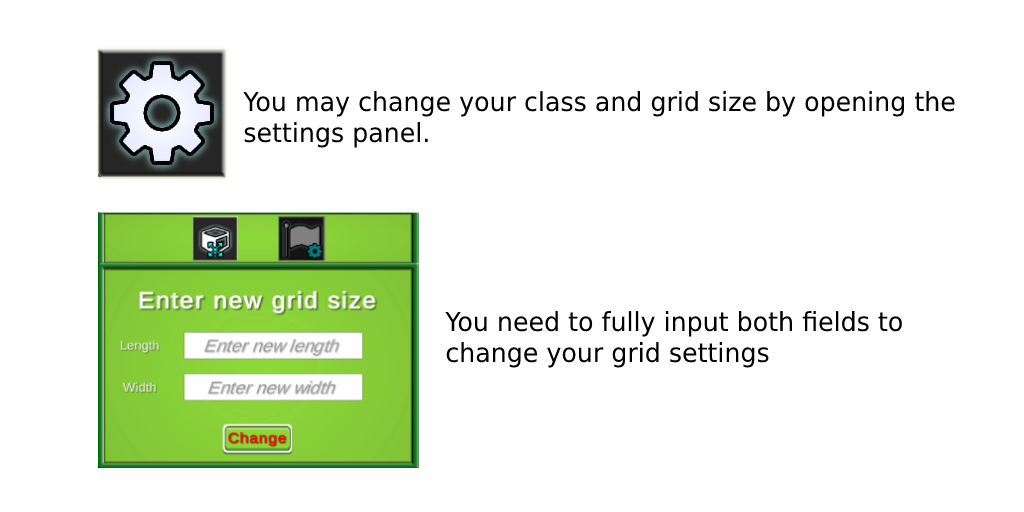 You may change your class and grid size by opening the
settings panel.
Enter new grid size
Length
Enter new length
Width
Enter new width
Change
You need to fully input both fields to
change your grid settings